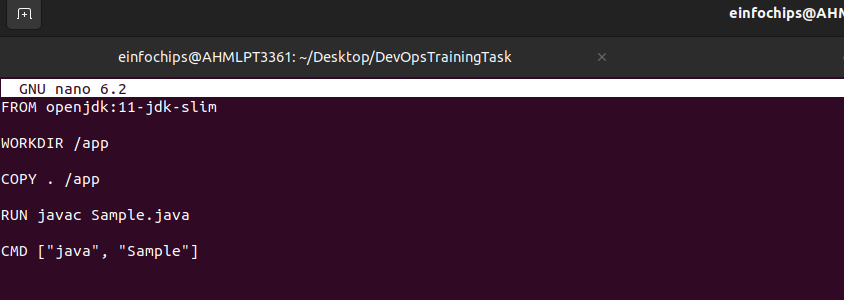 einfochips@AHM
einfochips@AHMLPT3361: ~/Desktop/DevOpsTrainingTask
GNU nano 6.2
FROM openjdk:11-jdk-slim
WORKDIR /app
COPY . /app
RUN javac Sample.java
CMD ["java", "Sample"]